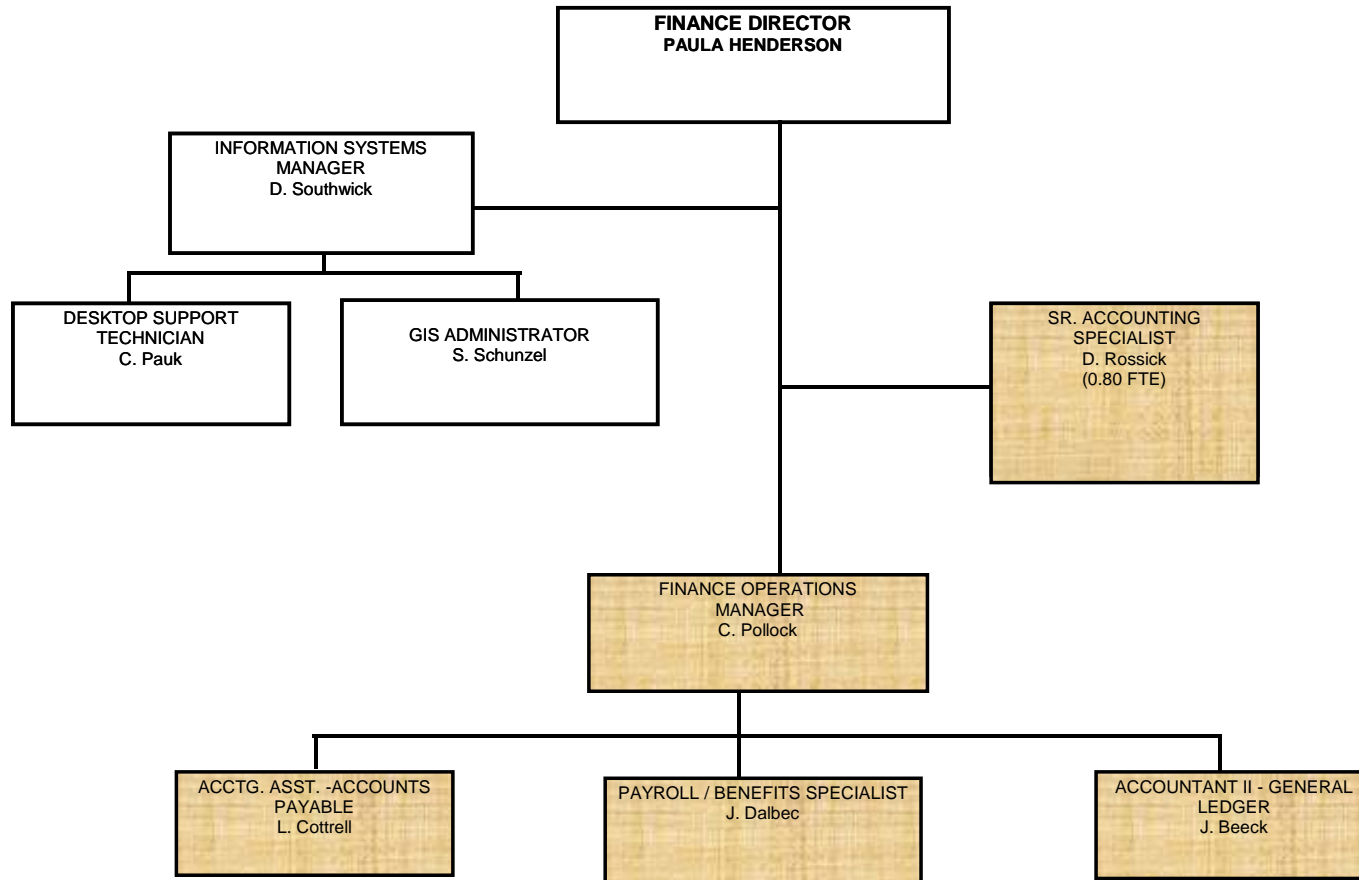 FINANCE DIRECTOR
PAULA HENDERSON
INFORMATION SYSTEMS
MANAGER
D. Southwick
DESKTOP SUPPORT
TECHNICIAN
C. Pauk
GIS ADMINISTRATOR
S. Schunzel
SR. ACCOUNTING
SPECIALIST
D. Rossick
(0.80 FTE)
FINANCE OPERATIONS
MANAGER
C. Pollock
ACCTG. ASST. -ACCOUNTS
PAYABLE
L. Cottrell
PAYROLL / BENEFITS SPECIALIST
J. Dalbec
ACCOUNTANT II - GENERAL
LEDGER
J. Beeck